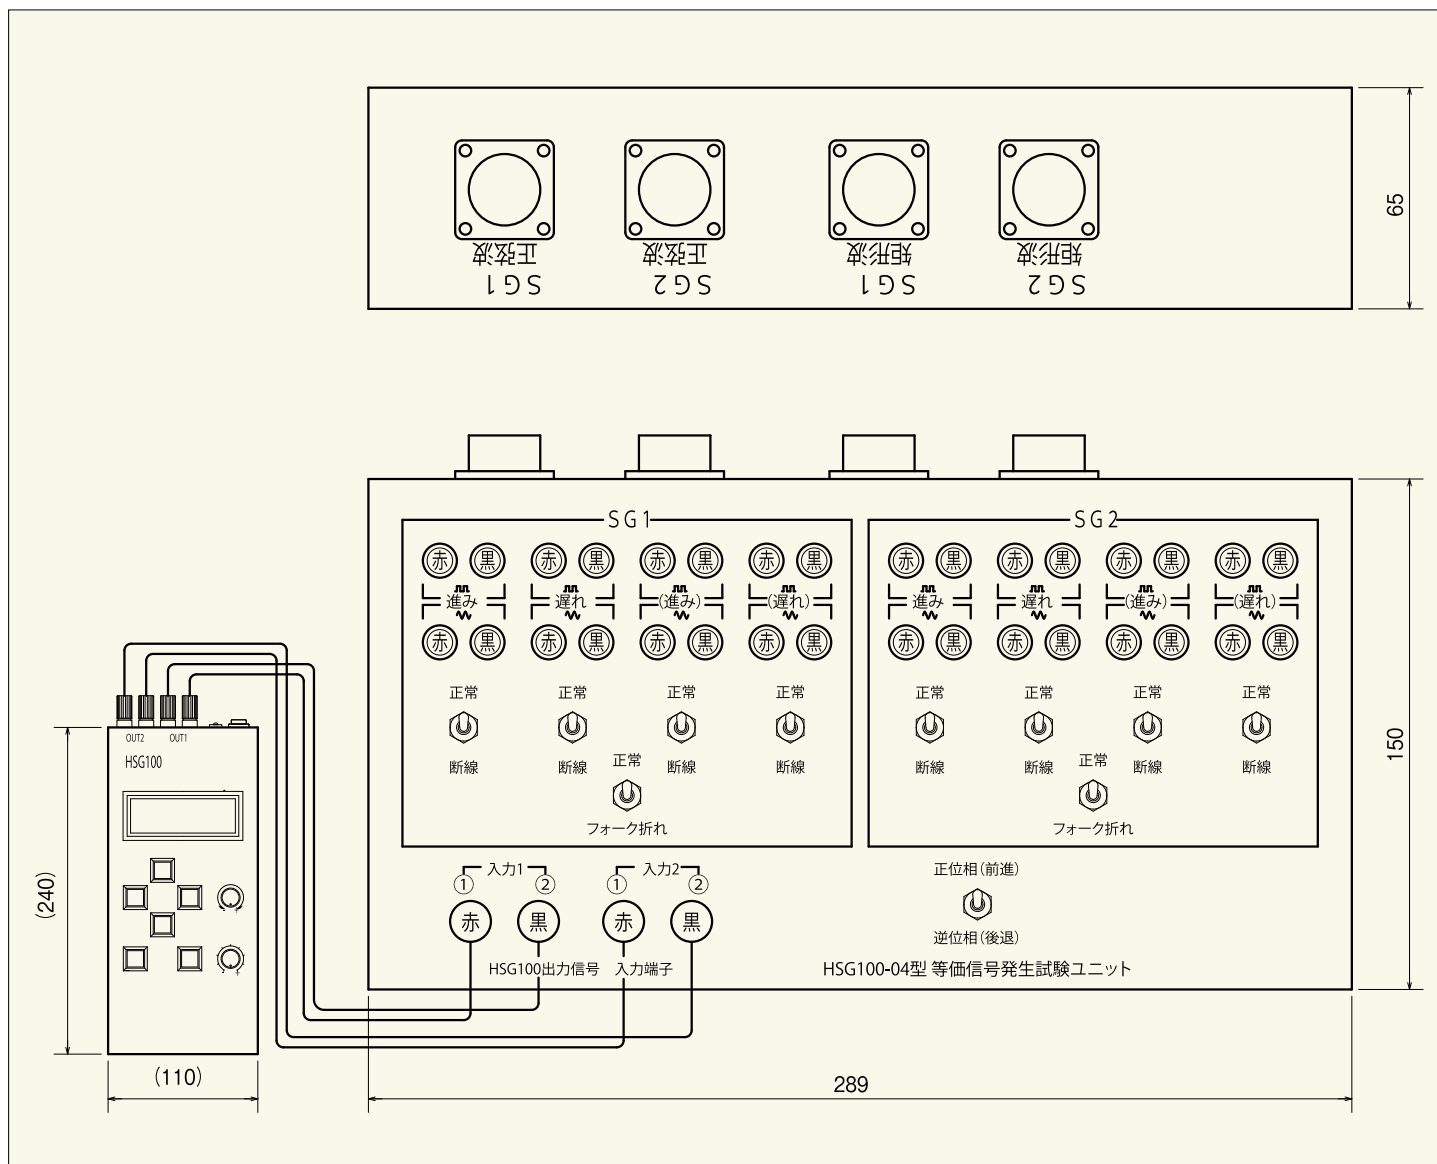 正弦波 正弦波 矩形波 矩形波
SG1 SG2 SG1 SG2
65
SG1 SG2
赤 黒 赤 黒 赤 黒 赤 黒 赤 黒 赤 黒 赤 黒 赤 黒
進み 遅れ (進み) (遅れ) 進み 遅れ (進み) (遅れ)
赤 黒 赤 黒 赤 黒 赤 黒 赤 黒 赤 黒 赤 黒 赤 黒
正常 正常 正常 正常 正常 正常 正常 正常
断線 断線 断線 断線 断線 断線 断線 断線
正常 正常
フォーク折れ フォーク折れ
150
OUT2 OUT1
HSG100
入力1 入力2
① ② ① ②
赤 黒 赤 黒
HSG100出力信号 入力端子
正位相(前進)
逆位相(後退)
HSG100-04型 等価信号発生試験ユニット
(240)
(110)
289